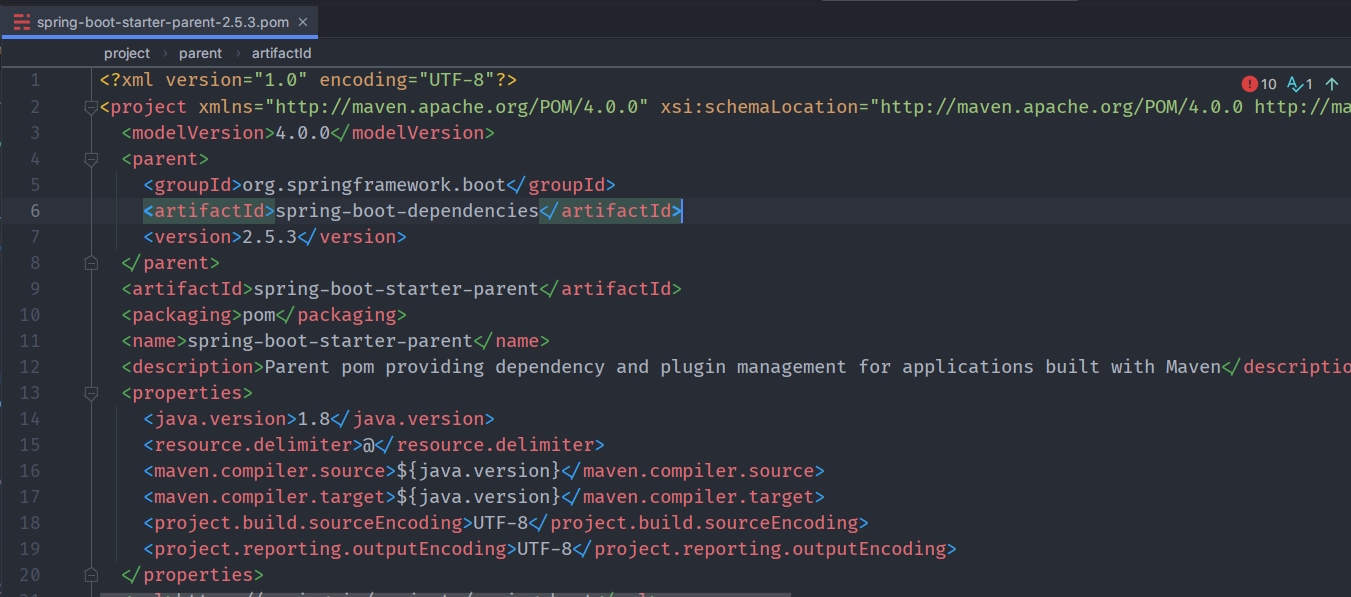 spring-boot-starter-parent-2.5.3.pom
project parent artifactId
10 1
1 <?xml version="1.0" encoding="UTF-8"?>
2 <project xmlns="http://maven.apache.org/POM/4.0.0" xsi:schemaLocation="http://maven.apache.org/POM/4.0.0 http://ma
3 <modelVersion>4.0.0</modelVersion>
4 <parent>
5 <groupId>org.springframework.boot</groupId>
6 <artifactId>spring-boot-dependencies</artifactId>
7 <version>2.5.3</version>
8 </parent>
9 <artifactId>spring-boot-starter-parent</artifactId>
10 <packaging>pom</packaging>
11 <name>spring-boot-starter-parent</name>
12 <description>Parent pom providing dependency and plugin management for applications built with Maven</descriptio
13 <properties>
14 <java.version>1.8</java.version>
15 <resource.delimiter>@</resource.delimiter>
16 <maven.compiler.source>${java.version}</maven.compiler.source>
17 <maven.compiler.target>${java.version}</maven.compiler.target>
18 <project.build.sourceEncoding>UTF-8</project.build.sourceEncoding>
19 <project.reporting.outputEncoding>UTF-8</project.reporting.outputEncoding>
20 </properties>